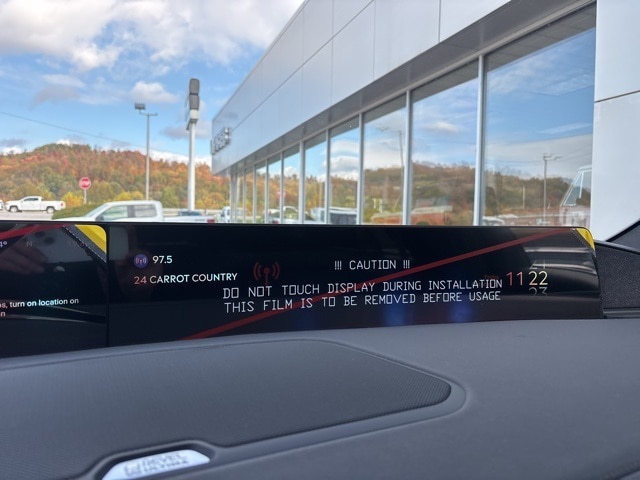 97.5
24 CARROT COUNTRY
!!! CAUTION !!!
DO NOT TOUCH DISPLAY DURING INSTALLATION
THIS FILM IS TO BE REMOVED BEFORE USAGE
11 22
23
N
s, turn on location on
n